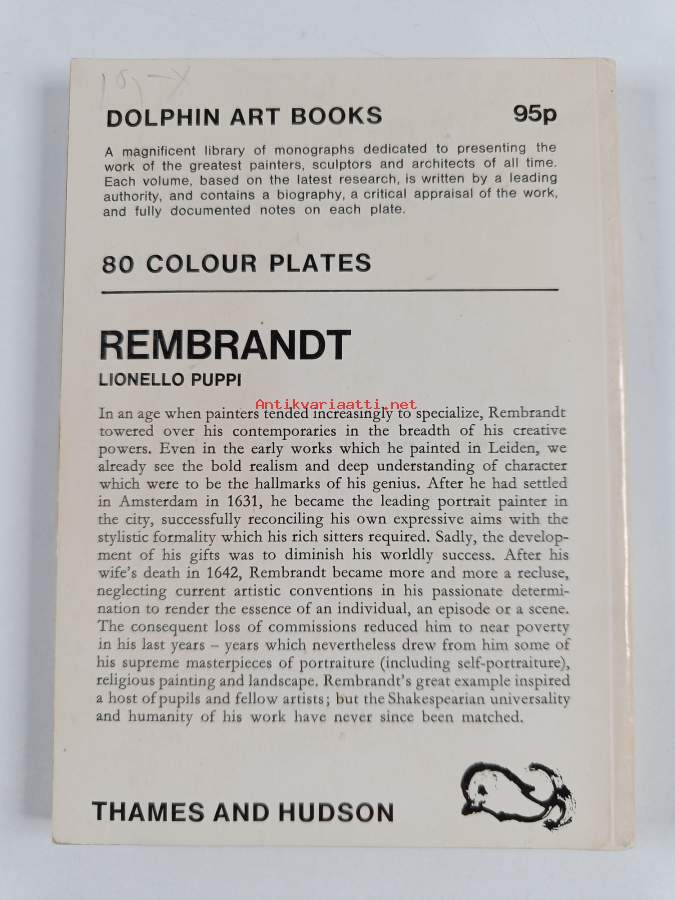 DOLPHIN ART BOOKS 95p
A magnificent library of monographs dedicated to presenting the
work of the greatest painters, sculptors and architects of all time.
Each volume, based on the latest research, is written by a leading
authority, and contains a biography, a critical appraisal of the work,
and fully documented notes on each plate.
80 COLOUR PLATES
REMBRANDT
LIONELLO PUPPI
Antikvariaatti.net
In an age when painters tended increasingly to specialize, Rembrandt
towered over his contemporaries in the breadth of his creative
powers. Even in the early works which he painted in Leiden, we
already see the bold realism and deep understanding of character
which were to be the hallmarks of his genius. After he had settled
in Amsterdam in 1631, he became the leading portrait painter in
the city, successfully reconciling his own expressive aims with the
stylistic formality which his rich sitters required. Sadly, the develop-
ment of his gifts was to diminish his worldly success. After his
wife's death in 1642, Rembrandt became more and more a recluse,
neglecting current artistic conventions in his passionate determi-
nation to render the essence of an individual, an episode or a scene.
The consequent loss of commissions reduced him to near poverty
in his last years – years which nevertheless drew from him some of
his supreme masterpieces of portraiture (including self-portraiture),
religious painting and landscape. Rembrandt's great example inspired
a host of pupils and fellow artists; but the Shakespearian universality
and humanity of his work have never since been matched.
THAMES AND HUDSON